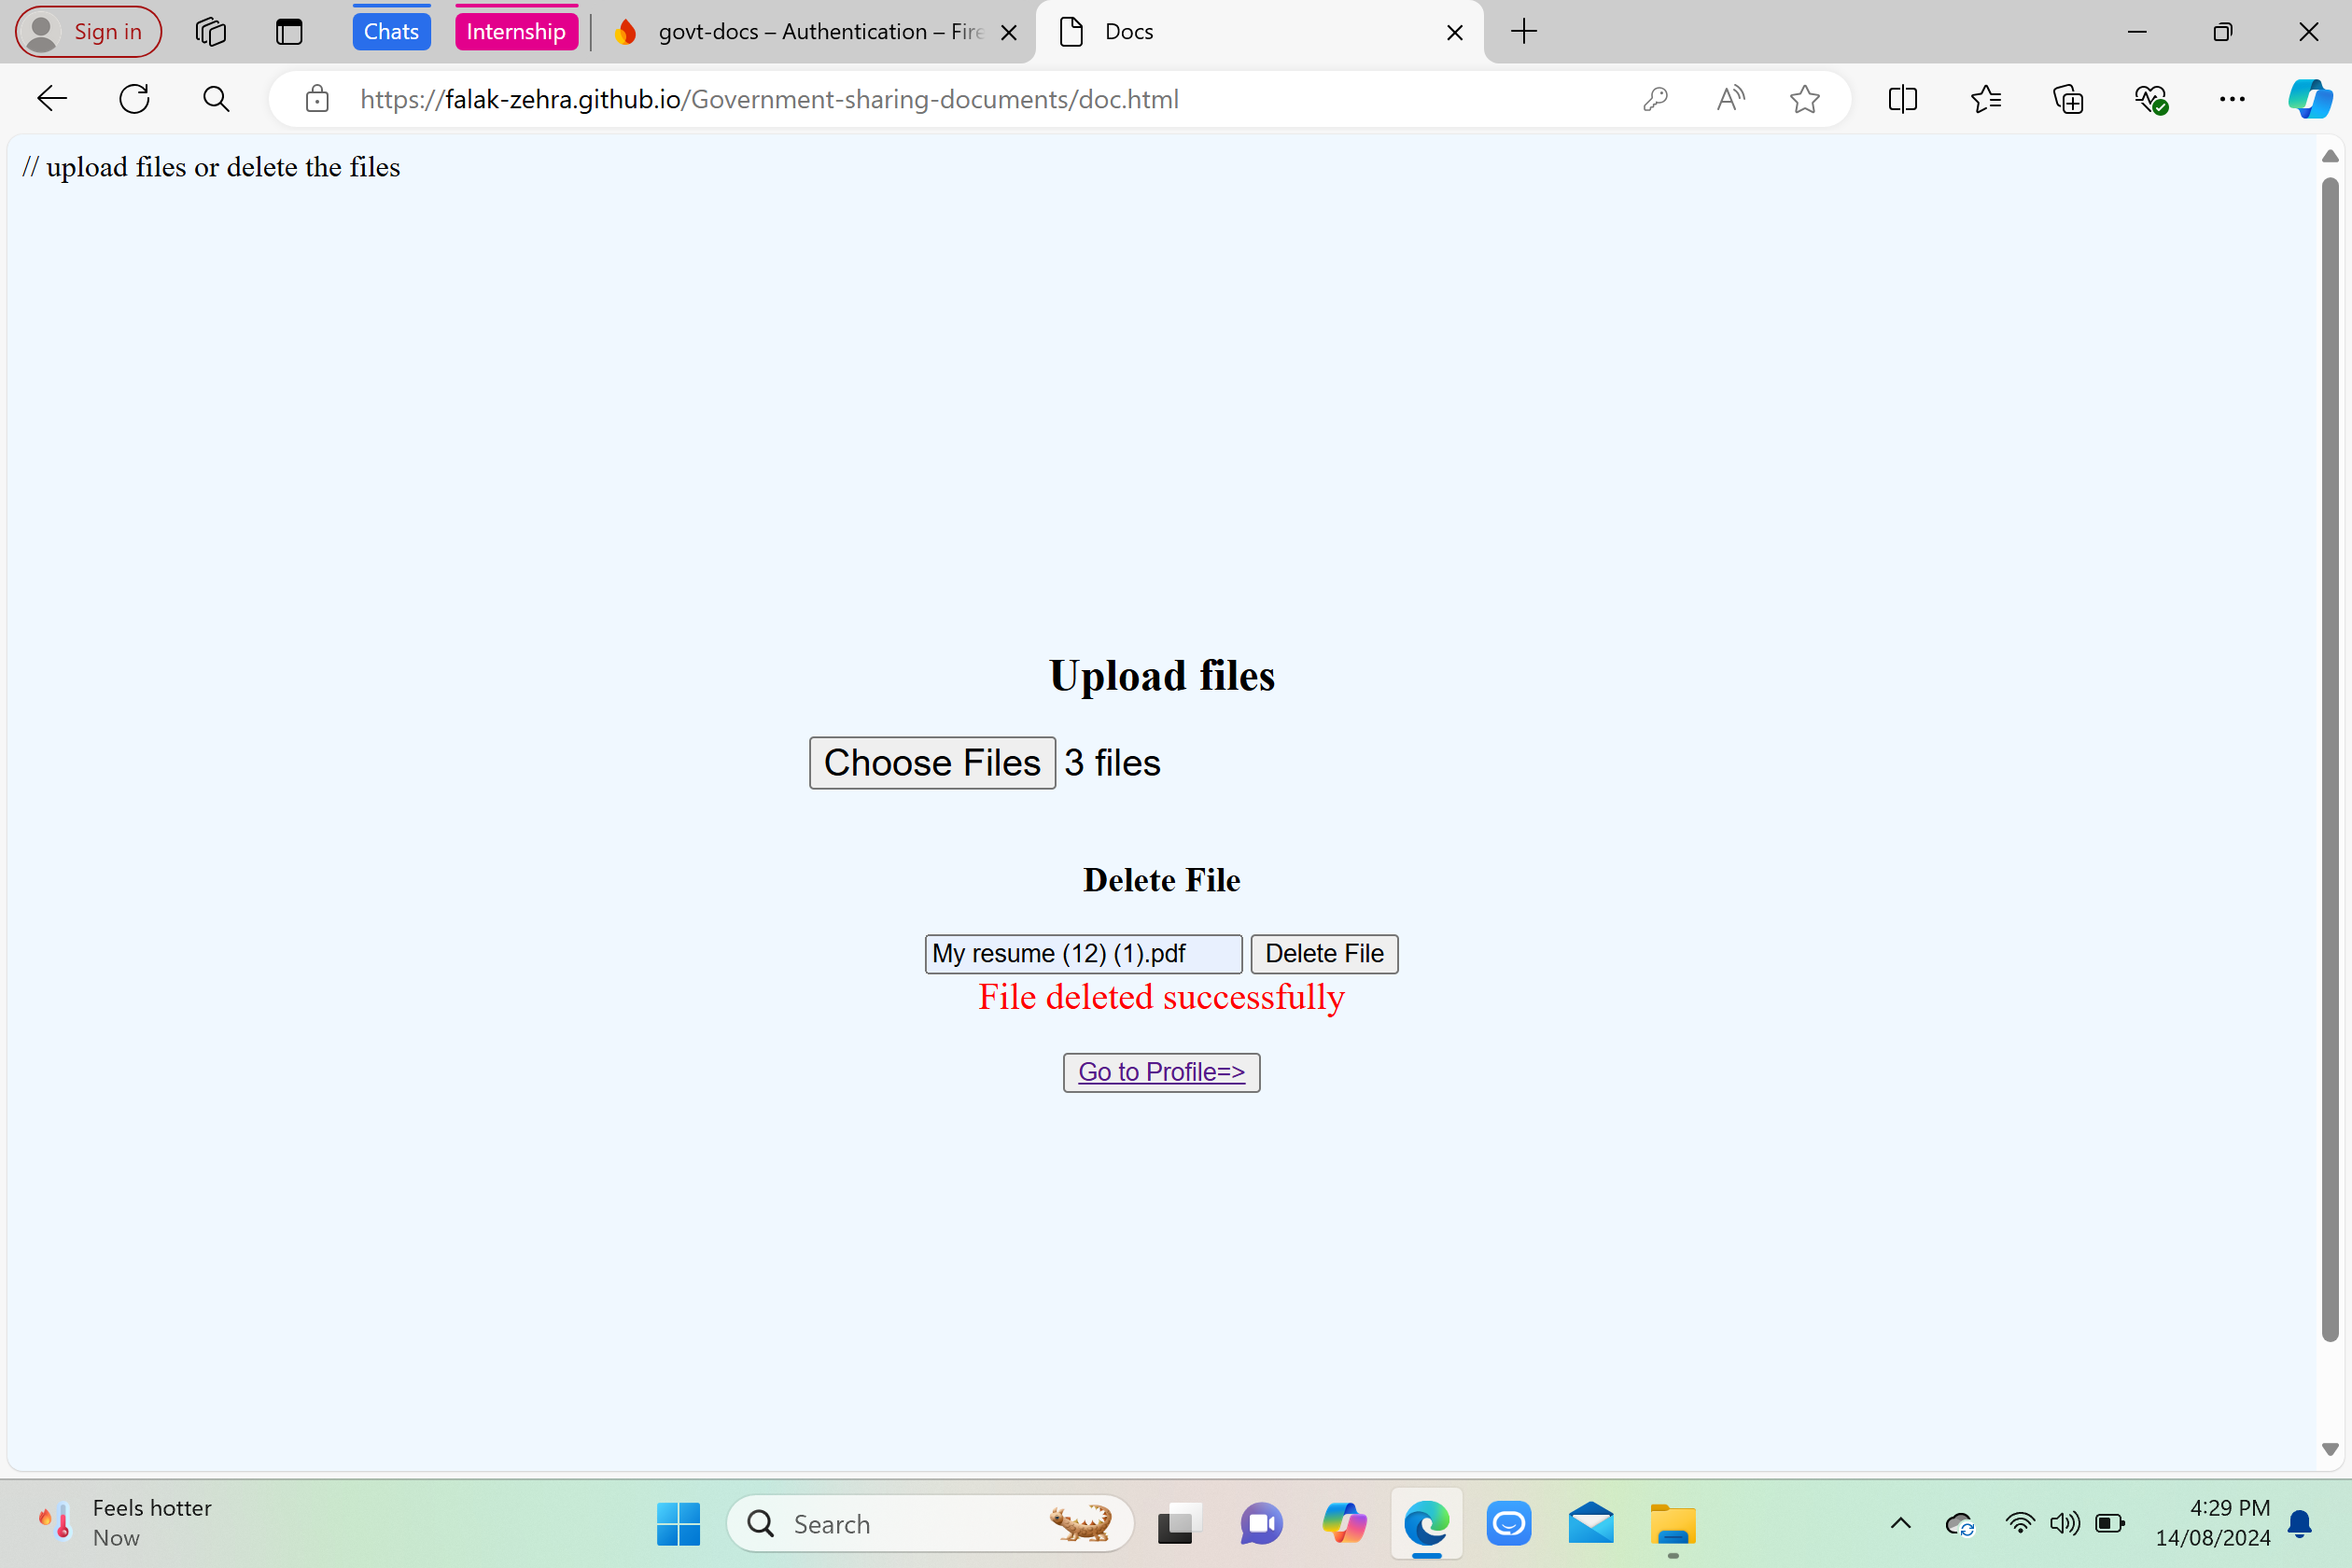 Sign in
Chats
Internship
govt-docs – Authentication – Fire
Docs
https://falak-zehra.github.io/Government-sharing-documents/doc.html
// upload files or delete the files
Upload files
Choose Files 3 files
Delete File
My resume (12) (1).pdf Delete File
File deleted successfully
Go to Profile=>
Feels hotter
Now
Search
4:29 PM
14/08/2024